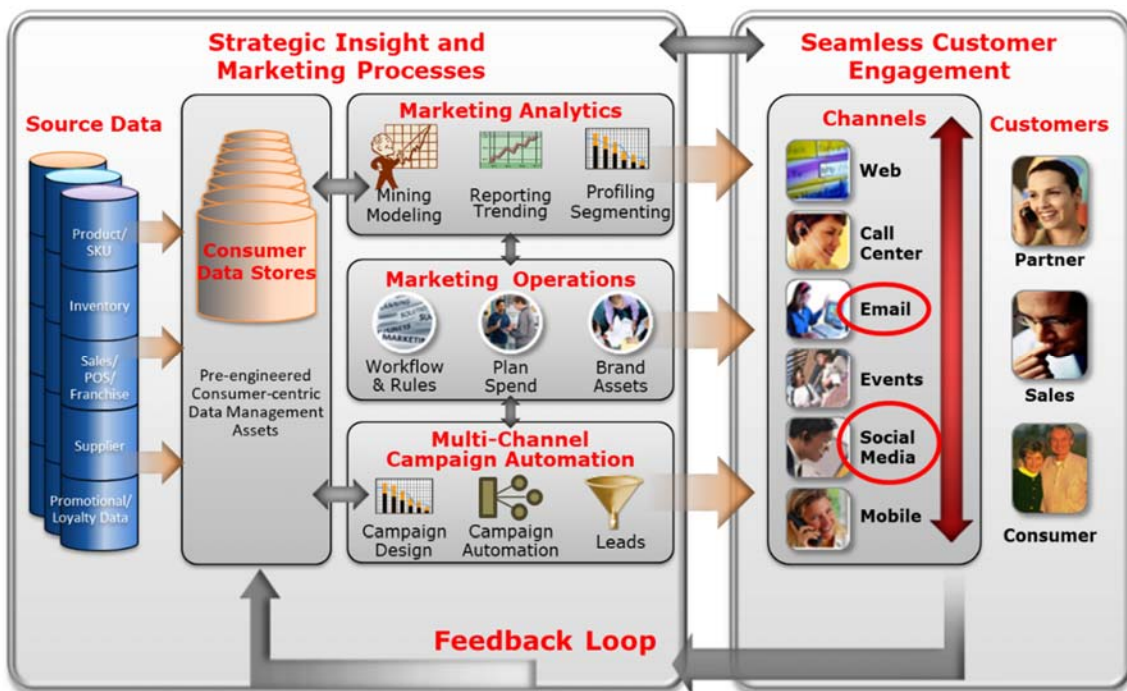 Strategic Insight and
Marketing Processes
Seamless Customer
Engagement
Source Data
Product/
SKU
Inventory
Sales/
POS/
Franchise
Supplier
Promotional/
Loyalty Data
Consumer
Data Stores
Pre-engineered
Consumer-centric
Data Management
Assets
Marketing Analytics
Mining
Modeling
Reporting
Trending
Profiling
Segmenting
Marketing Operations
Workflow
& Rules
Plan
Spend
Brand
Assets
Multi-Channel
Campaign Automation
Campaign
Design
Campaign
Automation
Leads
Channels
Web
Call
Center
Email
Events
Social
Media
Mobile
Customers
Partner
Sales
Consumer
Feedback Loop